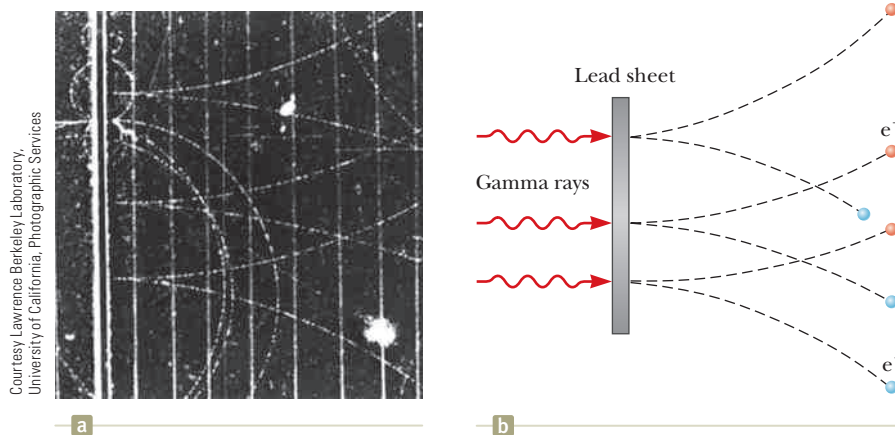 Courtesy Lawrence Berkeley Laboratory,
University of California, Photographic Services
a
Lead sheet
Gamma rays
e
e
b